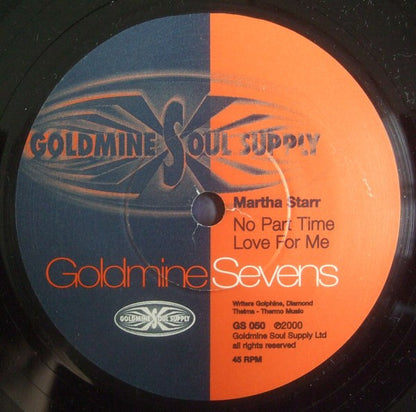 GOLDMINE SOUL SUPPLY
Martha Starr
No Part Time
Love For Me
Goldmine Sevens
Writers Golphine, Diamond
Thelma - Thermo Music
GOLDMINE SOUL SUPPLY
GS 050 ℗2000
Goldmine Soul Supply Ltd
all rights reserved
45 RPM